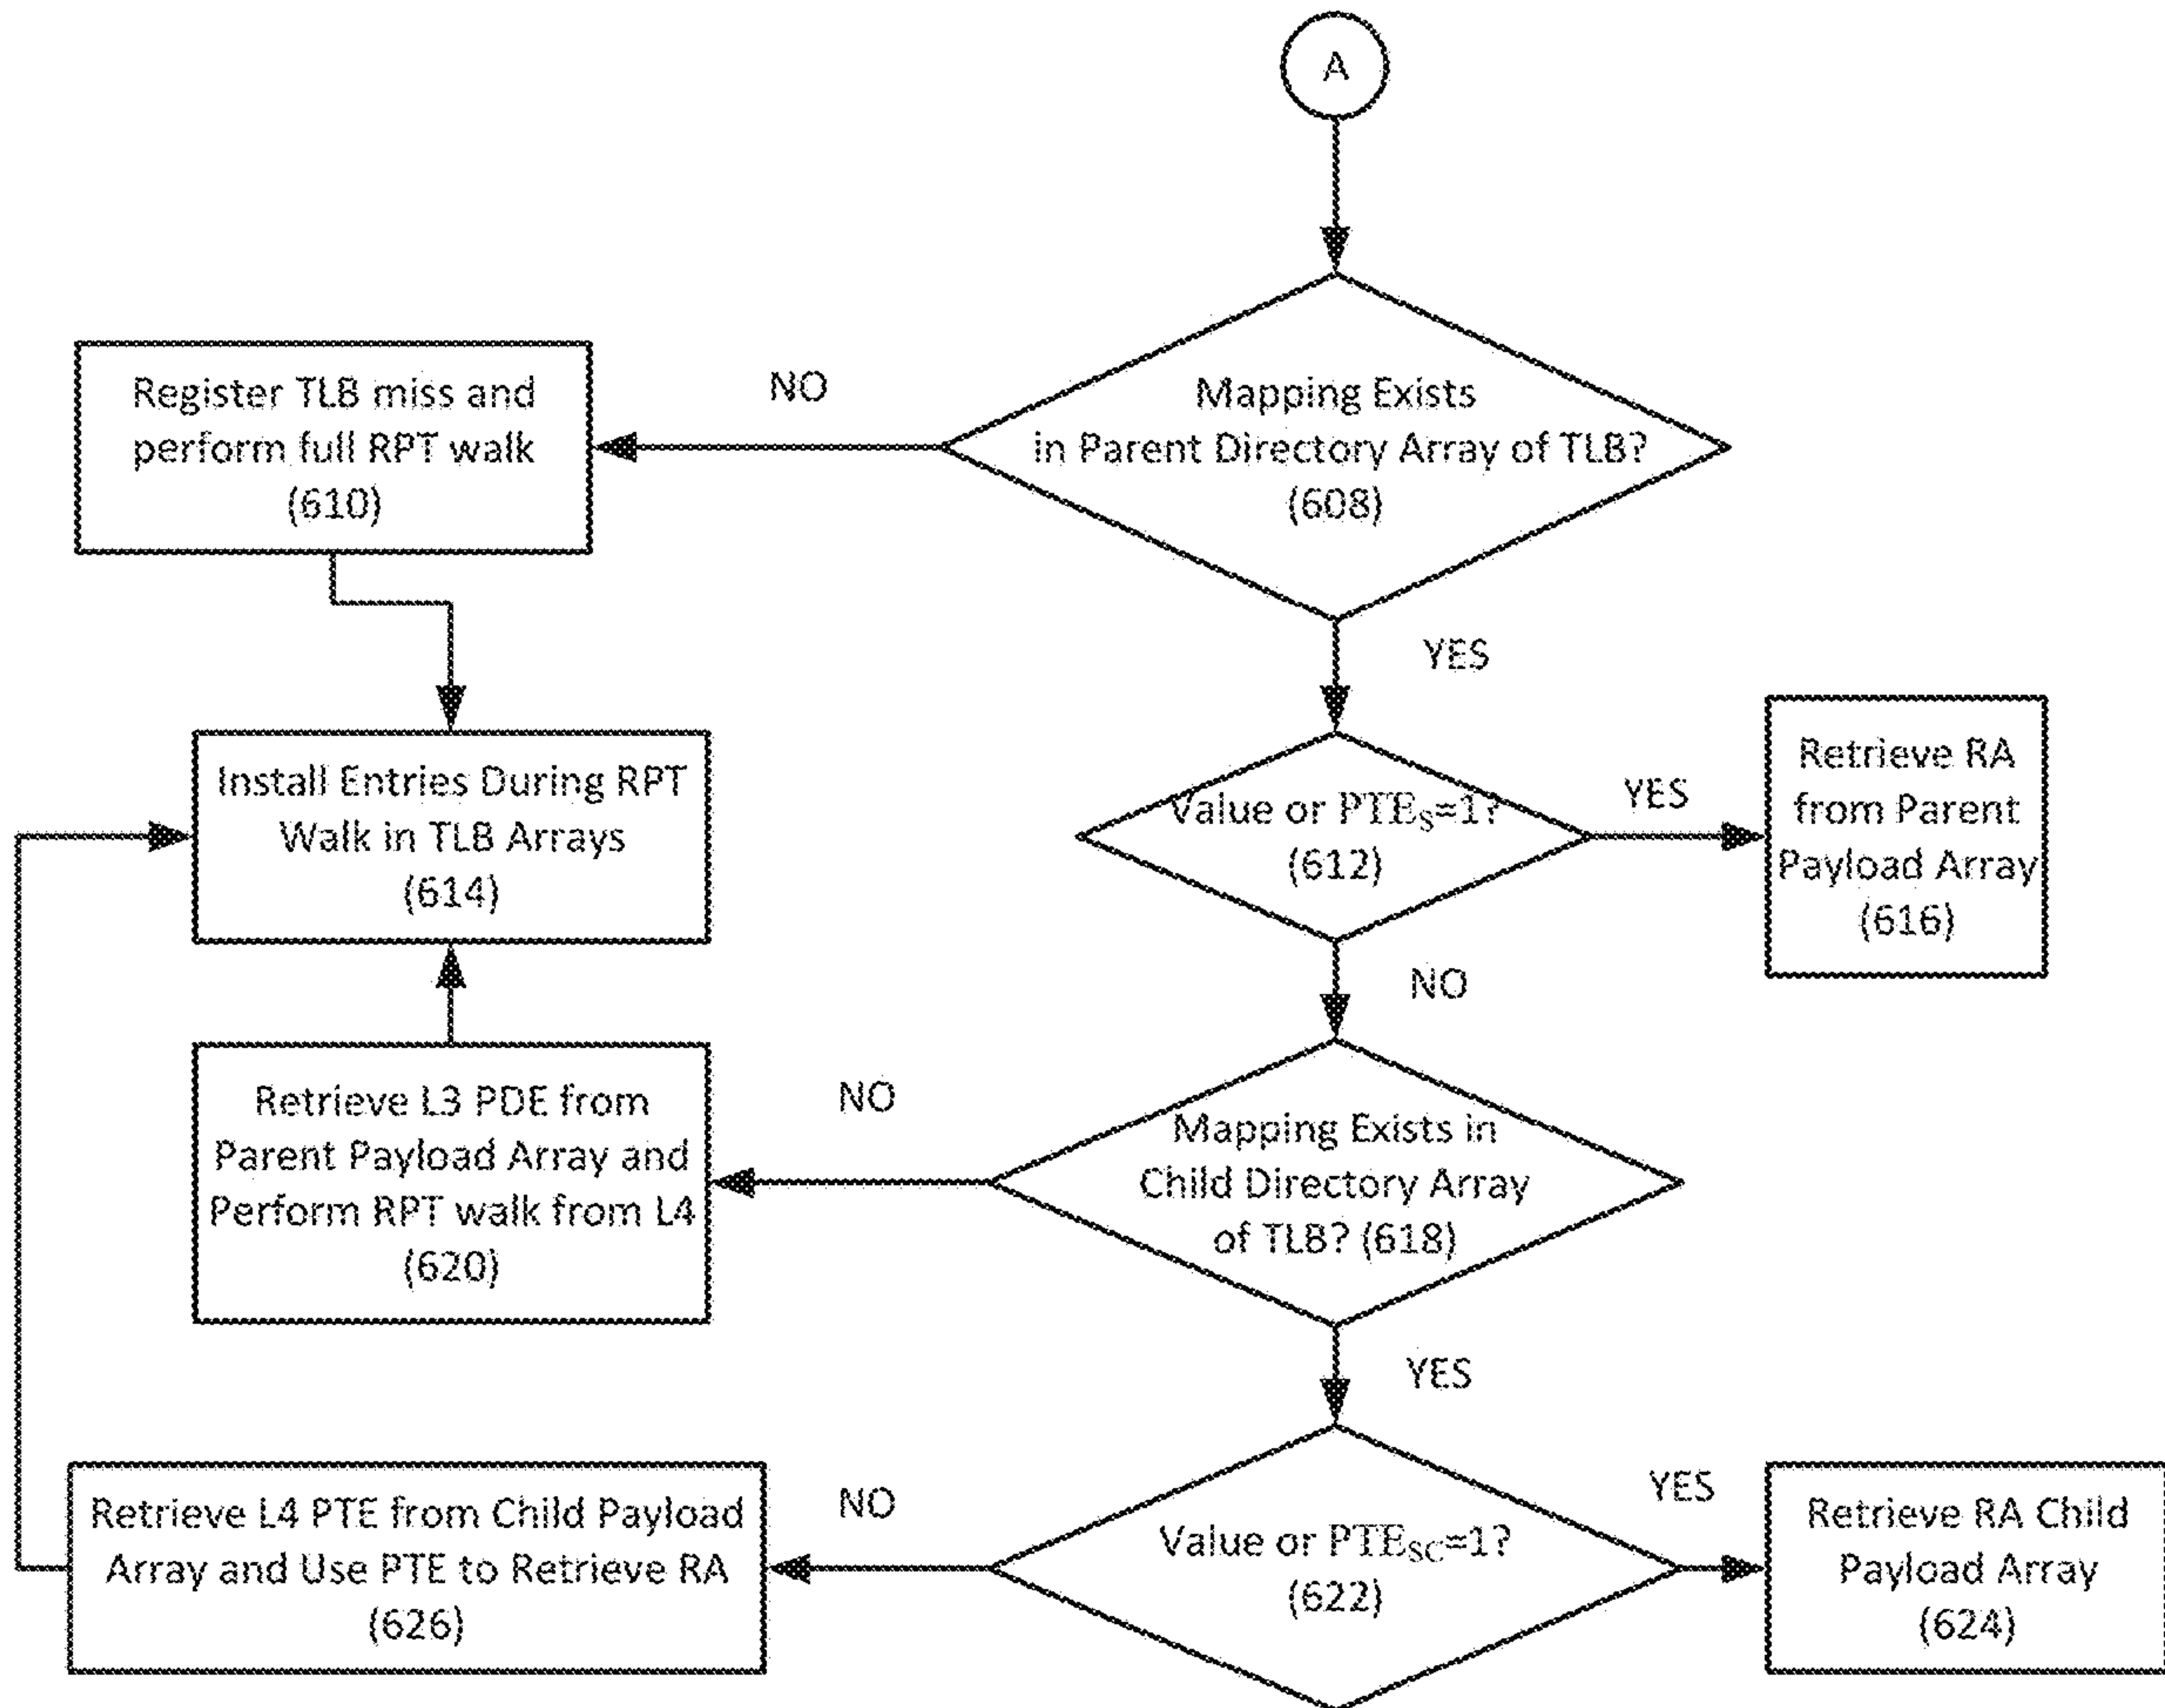 A
Mapping Exists
in Parent Directory Array of TLB?
(608)
NO
Register TLB miss and
perform full RPT walk
(610)
YES
Value or PTE_S=1?
(612)
YES
Retrieve RA
from Parent
Payload Array
(616)
Install Entries During RPT
Walk in TLB Arrays
(614)
NO
Mapping Exists in
Child Directory Array
of TLB? (618)
NO
Retrieve L3 PDE from
Parent Payload Array and
Perform RPT walk from L4
(620)
YES
Value or PTE_SC=1?
(622)
YES
Retrieve RA Child
Payload Array
(624)
NO
Retrieve L4 PTE from Child Payload
Array and Use PTE to Retrieve RA
(626)